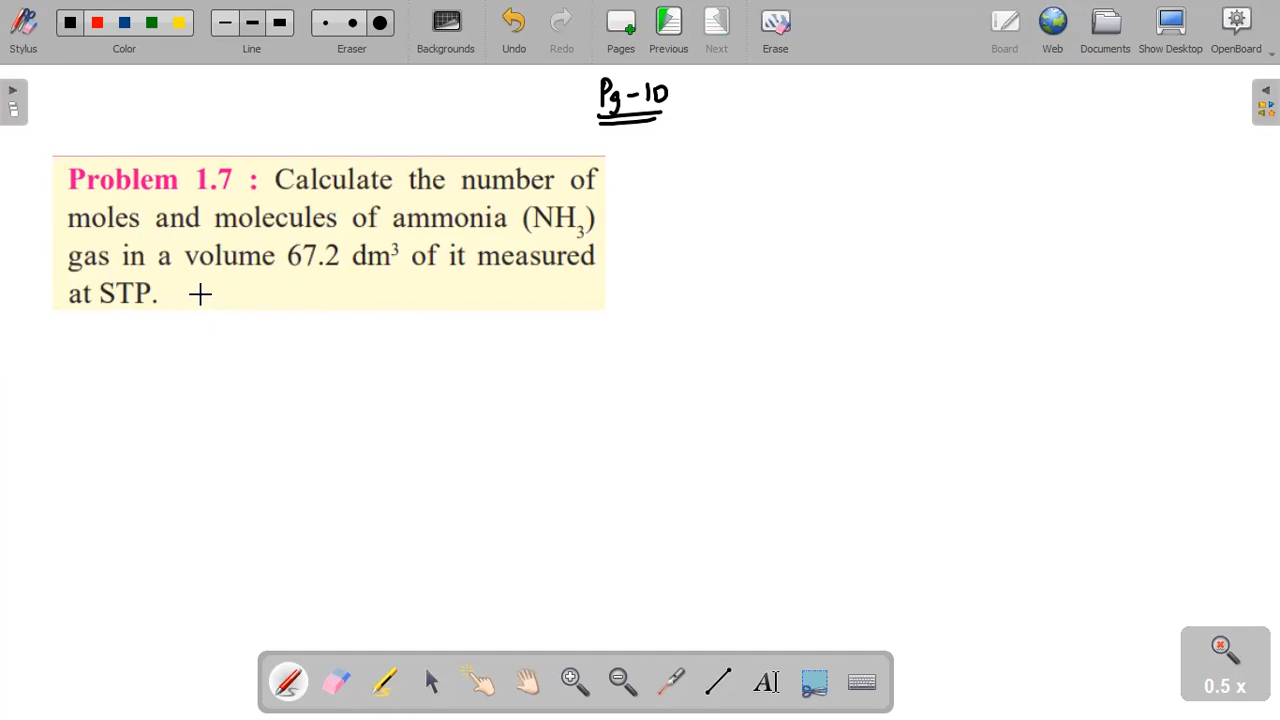 Stylus Color Line Eraser Backgrounds Undo Redo Pages Previous Next Erase Board Web Documents Show Desktop OpenBoard
Pg-10
Problem 1.7 : Calculate the number of
moles and molecules of ammonia (NH₃)
gas in a volume 67.2 dm³ of it measured
at STP.
0.5 x